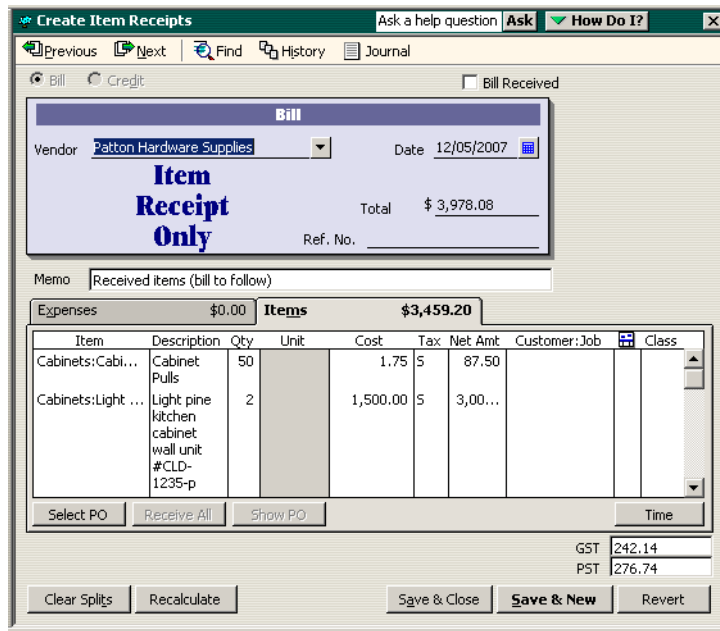 Create Item Receipts Ask a help question Ask How Do I? X
Previous Next Find History Journal
Bill Credit Bill Received
Bill
Vendor Patton Hardware Supplies Date 12/05/2007
Item
Receipt
Only
Total $ 3,978.08
Ref. No.
Memo Received items (bill to follow)
Expenses $0.00 Items $3,459.20
Item Description Qty Unit Cost Tax Net Amt Customer:Job Class
Cabinets:Cabi... Cabinet 50 1.75 S 87.50
Pulls
Cabinets:Light ... Light pine 2 1,500.00 S 3,00...
kitchen
cabinet
wall unit
#CLD-
1235-p
Select PO Receive All Show PO Time
GST 242.14
PST 276.74
Clear Splits Recalculate Save & Close Save & New Revert